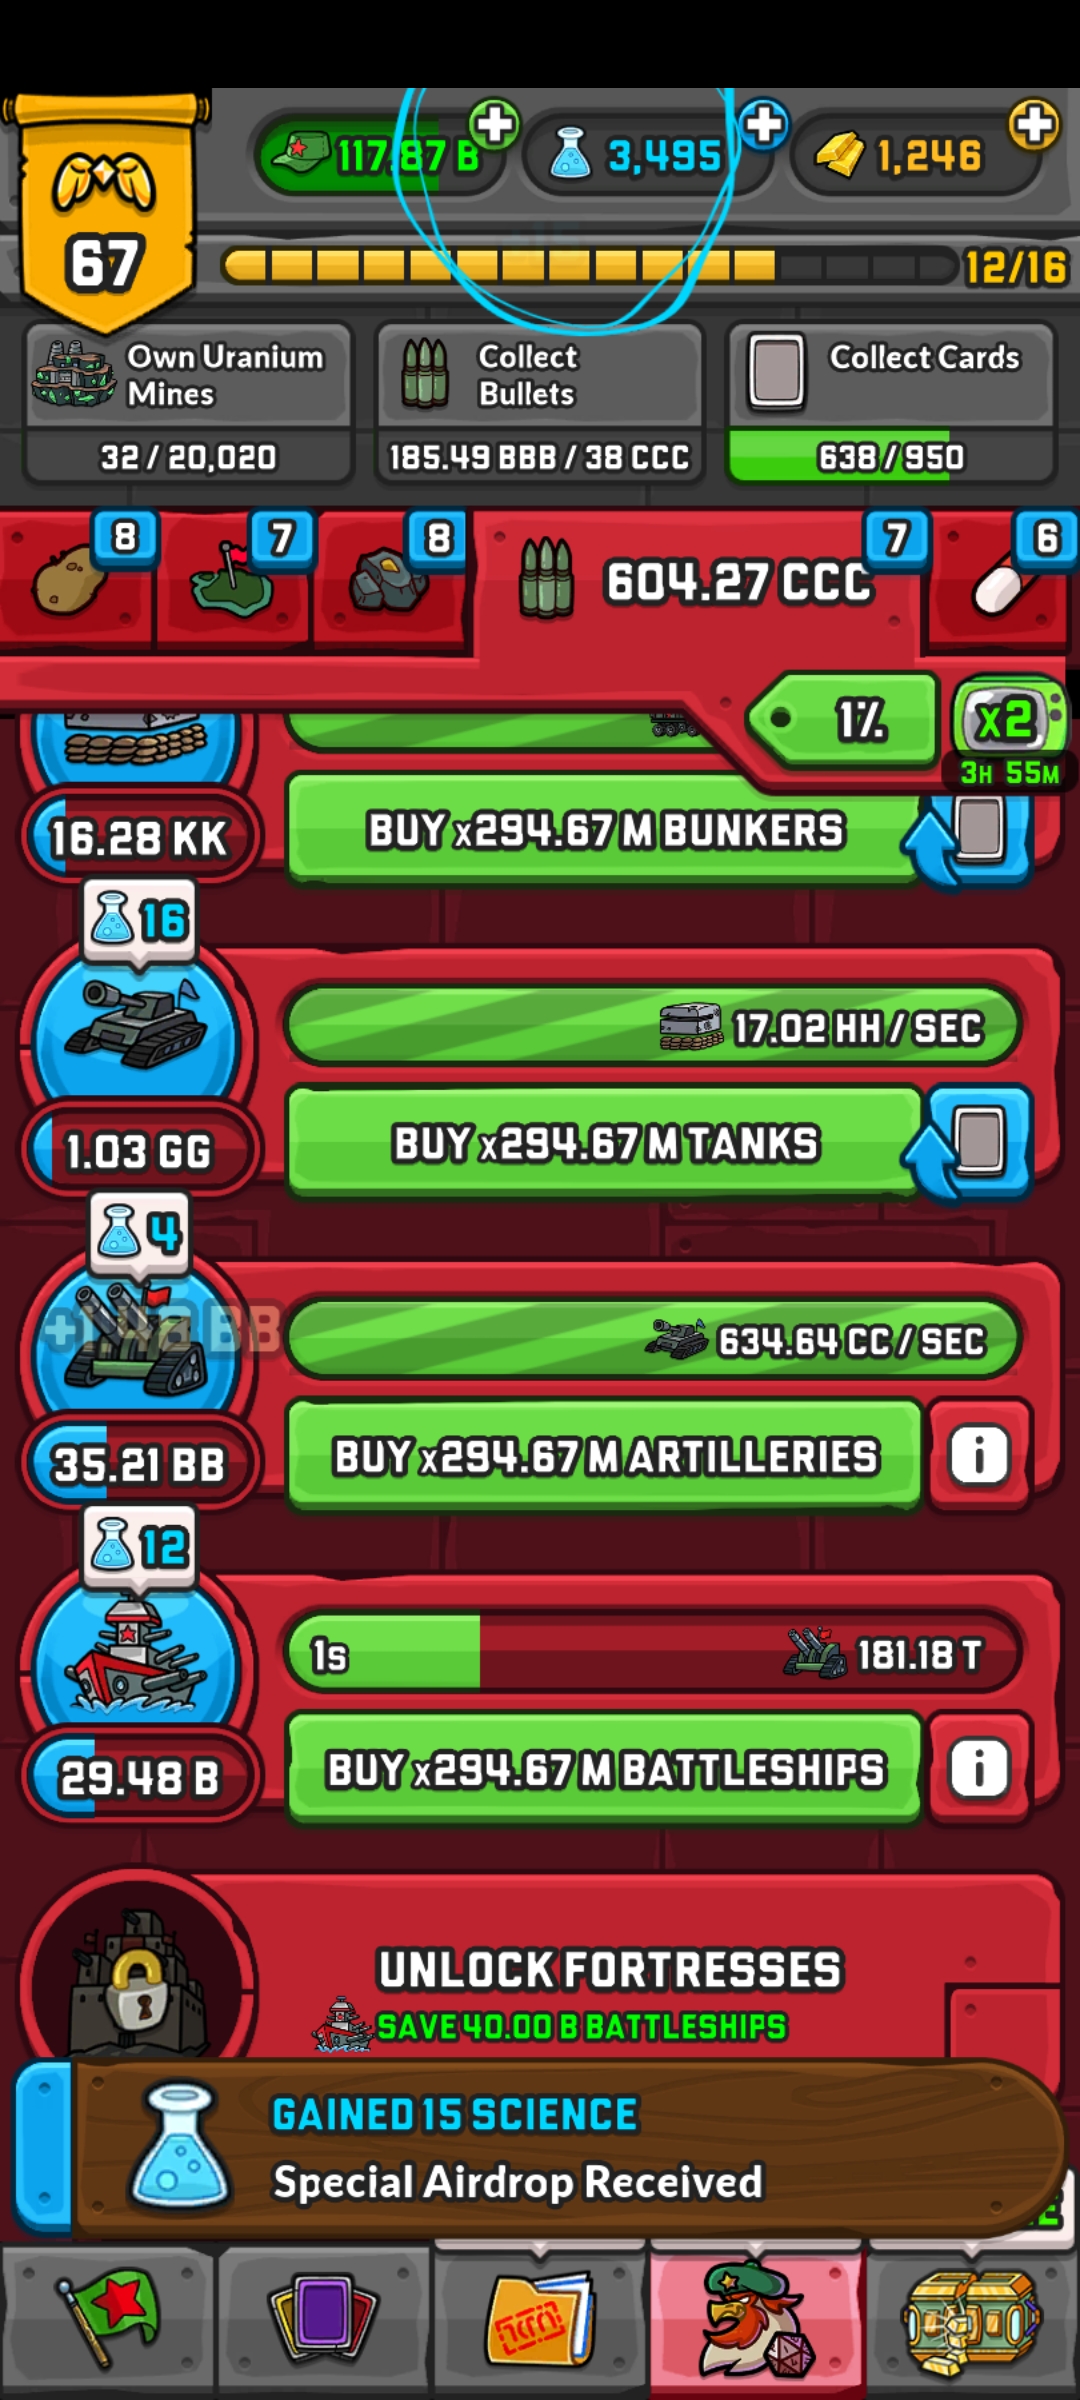 117.87 B
3,495
1,246
67
12/16
Own Uranium
Mines
32 / 20,020
Collect
Bullets
185.49 BBB / 38 CCC
Collect Cards
638 / 950
8
7
8
604.27 CCC
7
6
1%
x2
3H 55M
16.28 KK
BUY x294.67 M BUNKERS
16
17.02 HH / SEC
1.03 GG
BUY x294.67 M TANKS
4
634.64 CC / SEC
35.21 BB
BUY x294.67 M ARTILLERIES
i
12
1s
181.18 T
29.48 B
BUY x294.67 M BATTLESHIPS
i
UNLOCK FORTRESSES
SAVE 40.00 B BATTLESHIPS
GAINED 15 SCIENCE
Special Airdrop Received